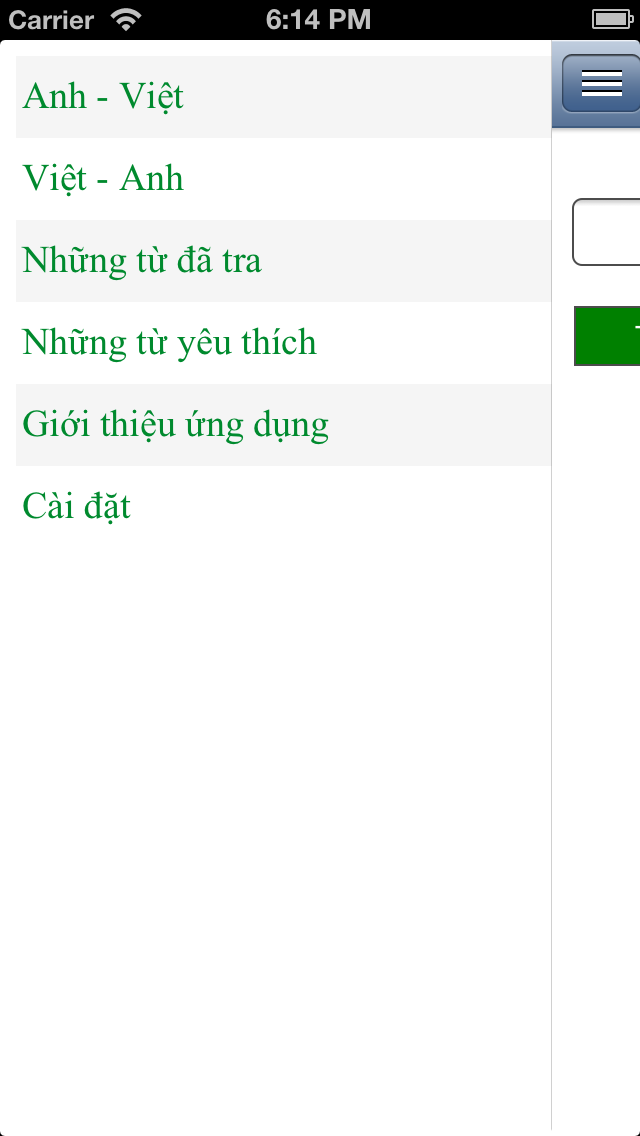 Carrier 6:14 PM
Anh - Việt
Việt - Anh
Những từ đã tra
Những từ yêu thích
Giới thiệu ứng dụng
Cài đặt